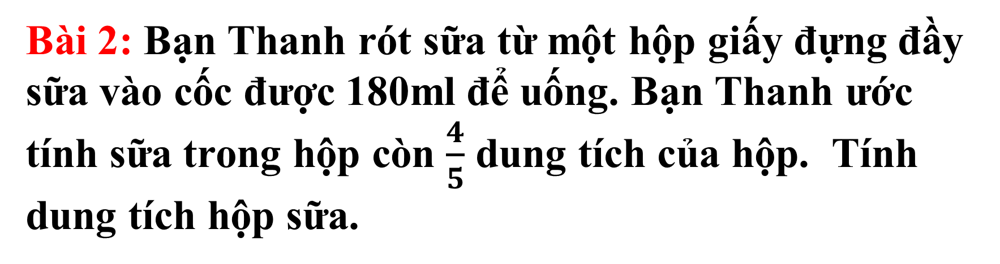 Bài 2: Bạn Thanh rót sữa từ một hộp giấy đựng đầy
sữa vào cốc được 180ml để uống. Bạn Thanh ước
tính sữa trong hộp còn 4/5 dung tích của hộp. Tính
dung tích hộp sữa.